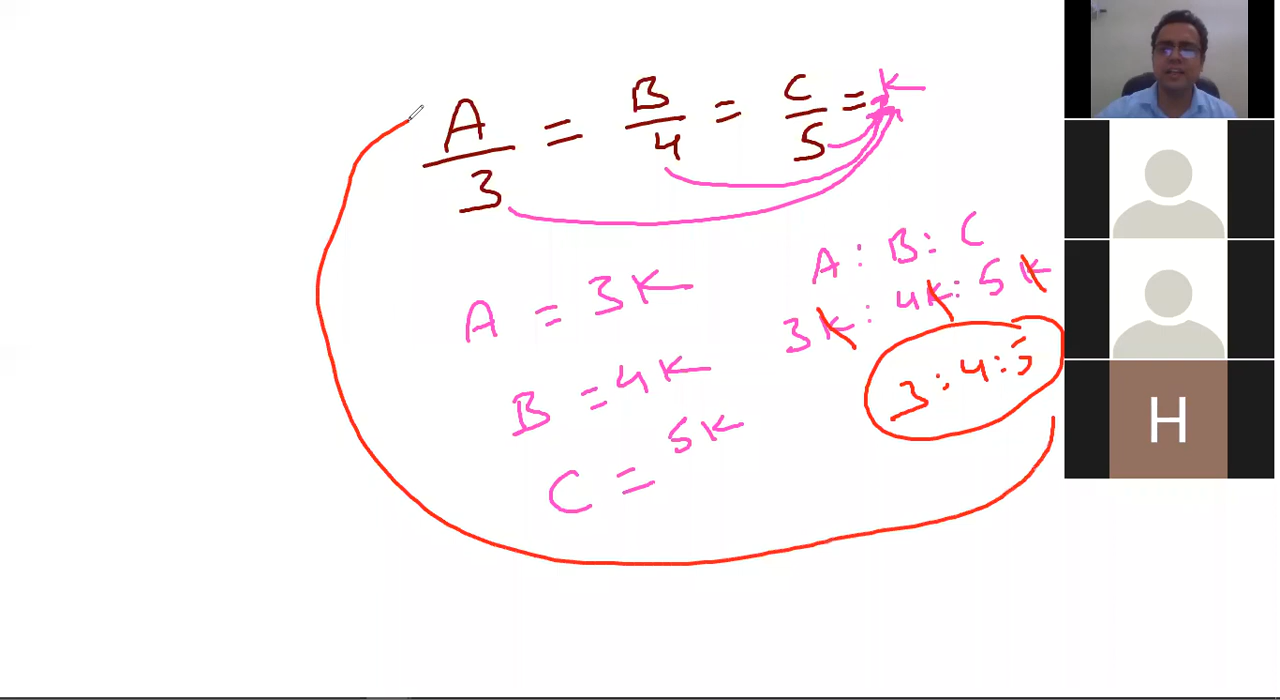 A/3 = B/4 = C/5 = K
A = 3K
B = 4K
C = 5K
A : B : C
3K : 4K : 5K
3 : 4 : 5
H